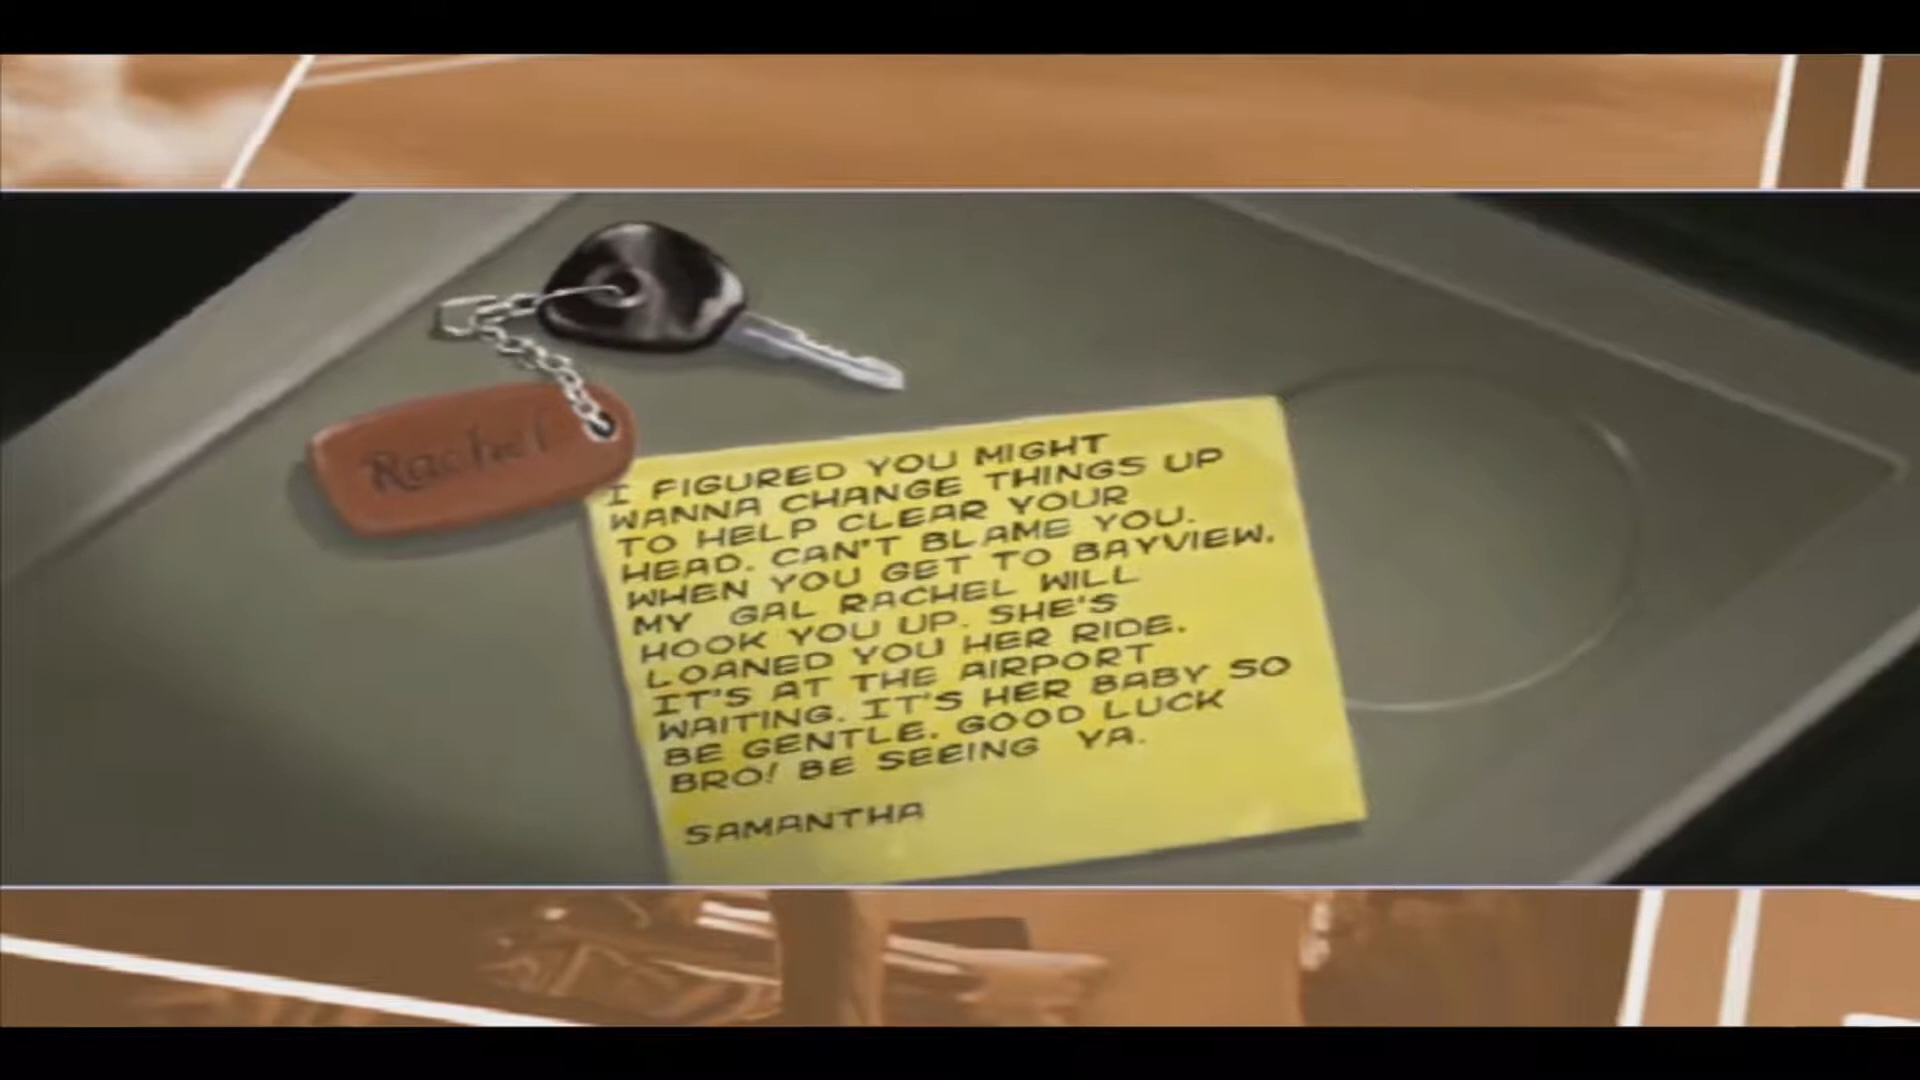 Rachel
I FIGURED YOU MIGHT
WANNA CHANGE THINGS UP
TO HELP CLEAR YOUR
HEAD. CAN'T BLAME YOU.
WHEN YOU GET TO BAYVIEW,
MY GAL RACHEL WILL
HOOK YOU UP. SHE'S
LOANED YOU HER RIDE.
IT'S AT THE AIRPORT
WAITING. IT'S HER BABY SO
BE GENTLE. GOOD LUCK
BRO! BE SEEING YA.
SAMANTHA